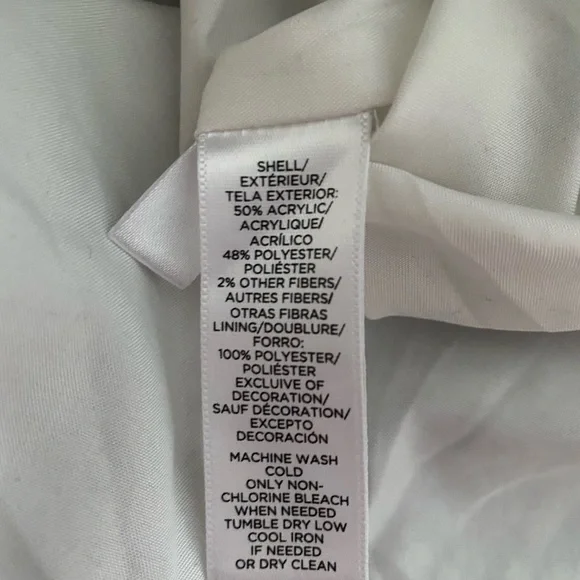 SHELL/
EXTÉRIEUR/
TELA EXTERIOR:
50% ACRYLIC/
ACRYLIQUE/
ACRÍLICO
48% POLYESTER/
POLIÉSTER
2% OTHER FIBERS/
AUTRES FIBERS/
OTRAS FIBRAS
LINING/DOUBLURE/
FORRO:
100% POLYESTER/
POLIÉSTER
EXCLUSIVE OF
DECORATION/
SAUF DÉCORATION/
EXCEPTO
DECORACIÓN
MACHINE WASH
COLD
ONLY NON-
CHLORINE BLEACH
WHEN NEEDED
TUMBLE DRY LOW
COOL IRON
IF NEEDED
OR DRY CLEAN